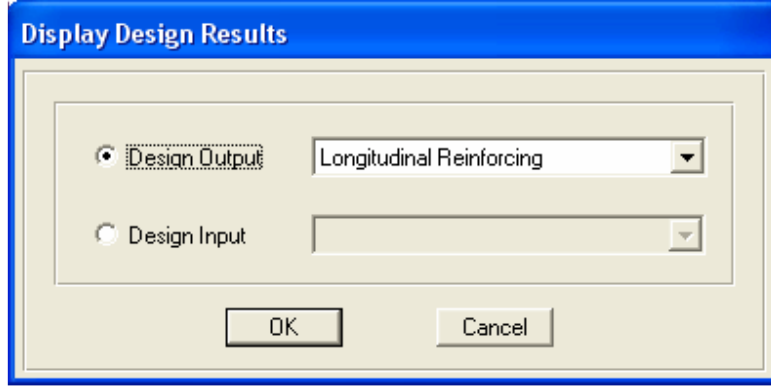 Display Design Results
Design Output Longitudinal Reinforcing
Design Input
OK Cancel